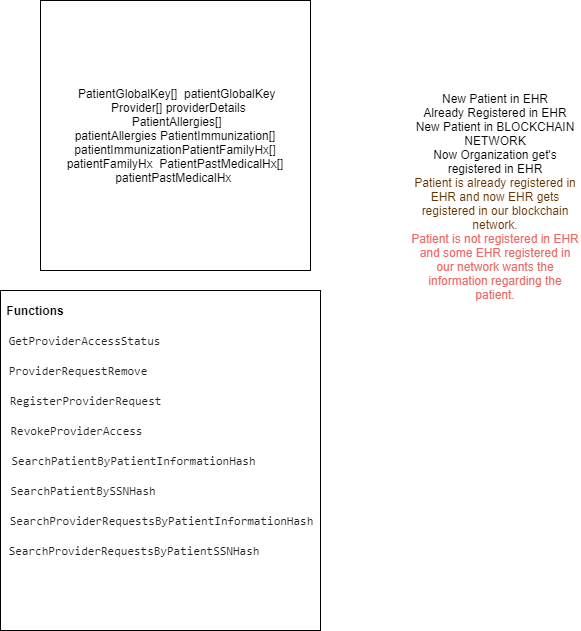 PatientGlobalKey[] patientGlobalKey
Provider[] providerDetails
PatientAllergies[]
patientAllergies PatientImmunization[]
patientImmunizationPatientFamilyHx[]
patientFamilyHx PatientPastMedicalHx[]
patientPastMedicalHx
New Patient in EHR
Already Registered in EHR
New Patient in BLOCKCHAIN
NETWORK
Now Organization get's
registered in EHR
Patient is already registered in
EHR and now EHR gets
registered in our blockchain
network.
Patient is not registered in EHR
and some EHR registered in
our network wants the
information regarding the
patient.
Functions
GetProviderAccessStatus
ProviderRequestRemove
RegisterProviderRequest
RevokeProviderAccess
SearchPatientByPatientInformationHash
SearchPatientBySSNHash
SearchProviderRequestsByPatientInformationHash
SearchProviderRequestsByPatientSSNHash